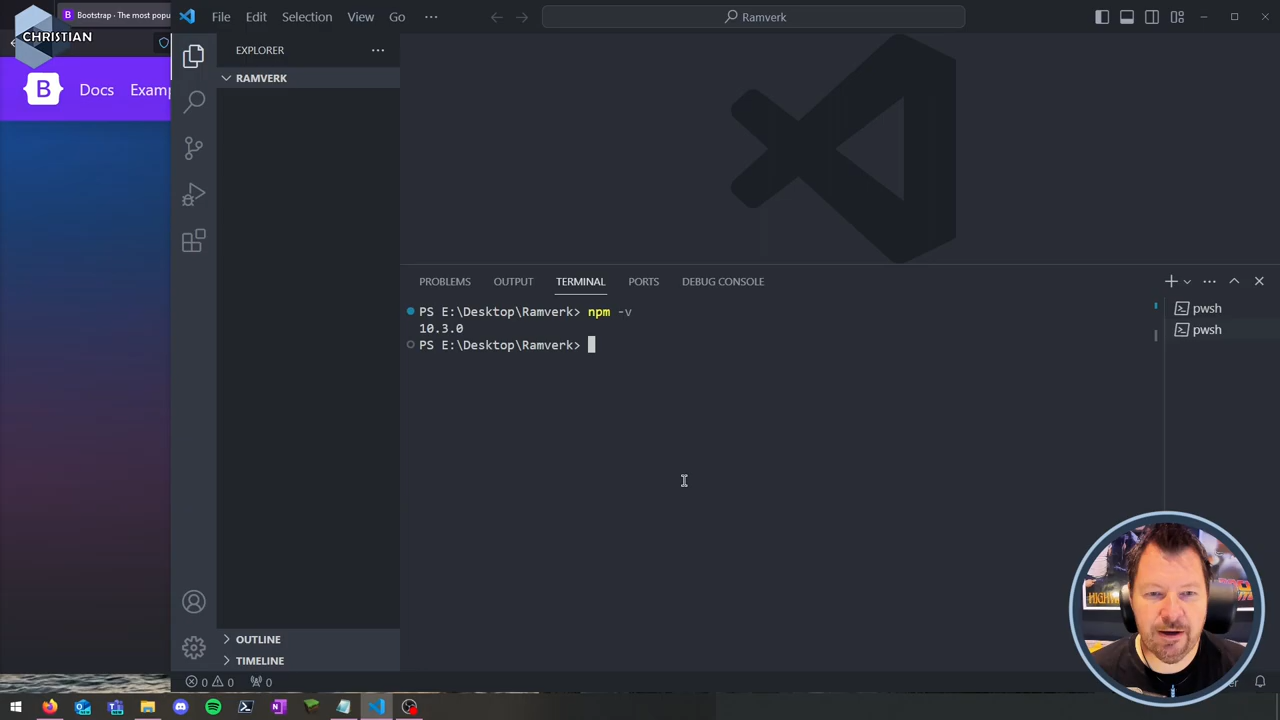 Bootstrap · The most popu
CHRISTIAN
B
Docs
Examp
File Edit Selection View Go
Ramverk
EXPLORER
RAMVERK
PROBLEMS OUTPUT TERMINAL PORTS DEBUG CONSOLE
PS E:\Desktop\Ramverk> npm -v
10.3.0
PS E:\Desktop\Ramverk>
pwsh
pwsh
OUTLINE
TIMELINE
0 0 0